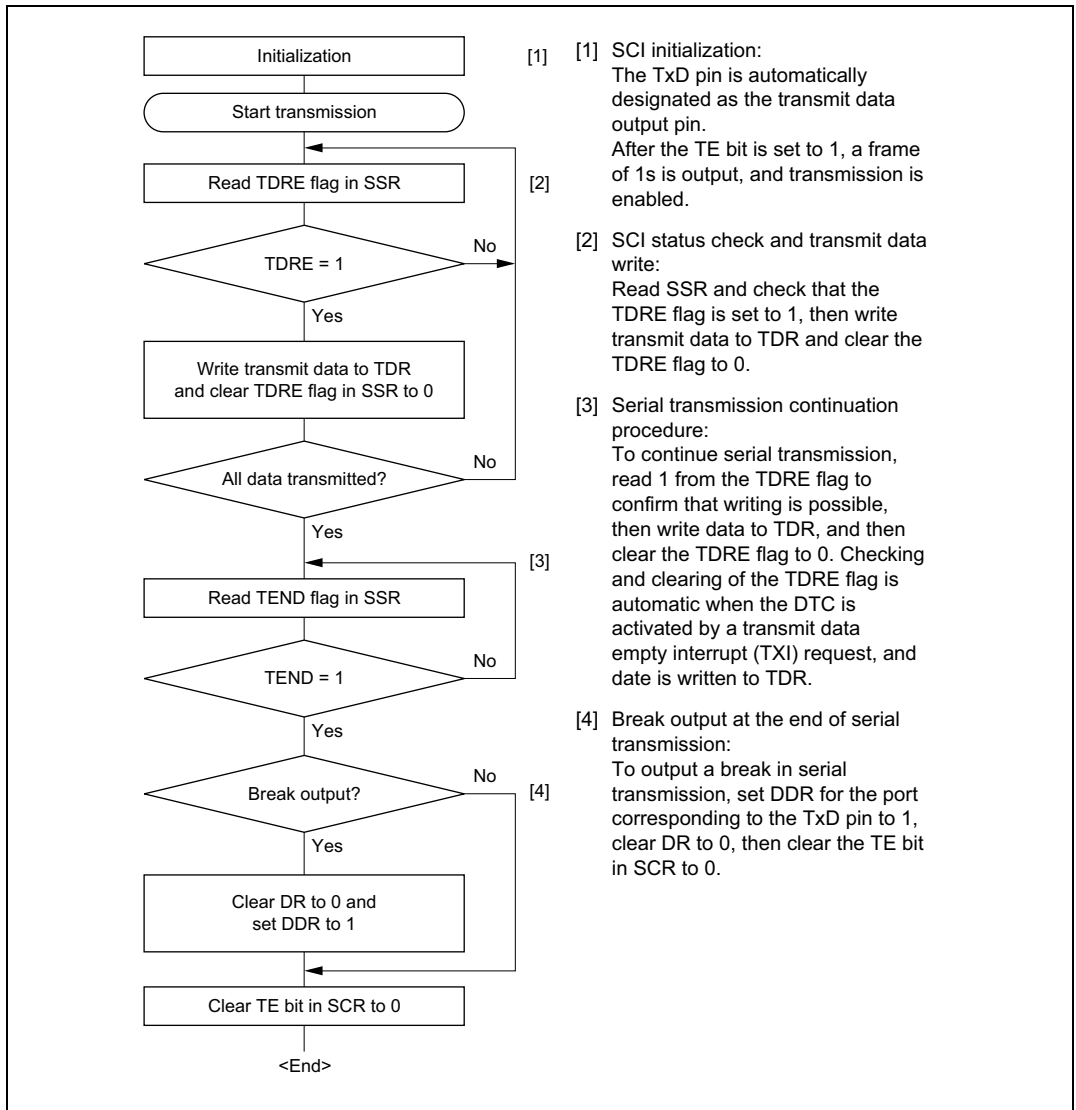 Initialization
[1]
Start transmission
Read TDRE flag in SSR
[2]
TDRE = 1
No
Yes
Write transmit data to TDR
and clear TDRE flag in SSR to 0
All data transmitted?
No
Yes
[3]
Read TEND flag in SSR
TEND = 1
No
Yes
Break output?
No
[4]
Yes
Clear DR to 0 and
set DDR to 1
Clear TE bit in SCR to 0
<End>
[1] SCI initialization:
The TxD pin is automatically
designated as the transmit data
output pin.
After the TE bit is set to 1, a frame
of 1s is output, and transmission is
enabled.
[2] SCI status check and transmit data
write:
Read SSR and check that the
TDRE flag is set to 1, then write
transmit data to TDR and clear the
TDRE flag to 0.
[3] Serial transmission continuation
procedure:
To continue serial transmission,
read 1 from the TDRE flag to
confirm that writing is possible,
then write data to TDR, and then
clear the TDRE flag to 0. Checking
and clearing of the TDRE flag is
automatic when the DTC is
activated by a transmit data
empty interrupt (TXI) request, and
date is written to TDR.
[4] Break output at the end of serial
transmission:
To output a break in serial
transmission, set DDR for the port
corresponding to the TxD pin to 1,
clear DR to 0, then clear the TE bit
in SCR to 0.